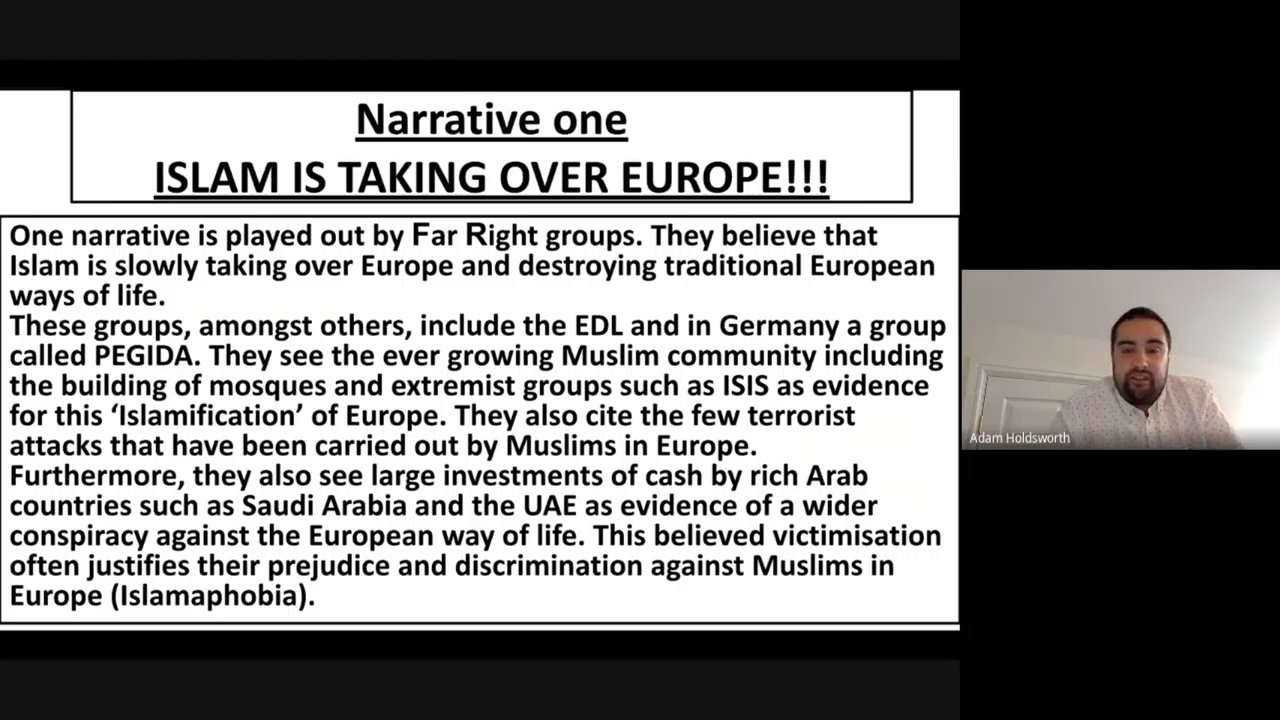 Narrative one
ISLAM IS TAKING OVER EUROPE!!!
One narrative is played out by Far Right groups. They believe that
Islam is slowly taking over Europe and destroying traditional European
ways of life.
These groups, amongst others, include the EDL and in Germany a group
called PEGIDA. They see the ever growing Muslim community including
the building of mosques and extremist groups such as ISIS as evidence
for this ‘Islamification’ of Europe. They also cite the few terrorist
attacks that have been carried out by Muslims in Europe.
Furthermore, they also see large investments of cash by rich Arab
countries such as Saudi Arabia and the UAE as evidence of a wider
conspiracy against the European way of life. This believed victimisation
often justifies their prejudice and discrimination against Muslims in
Europe (Islamaphobia).
Adam Holdsworth